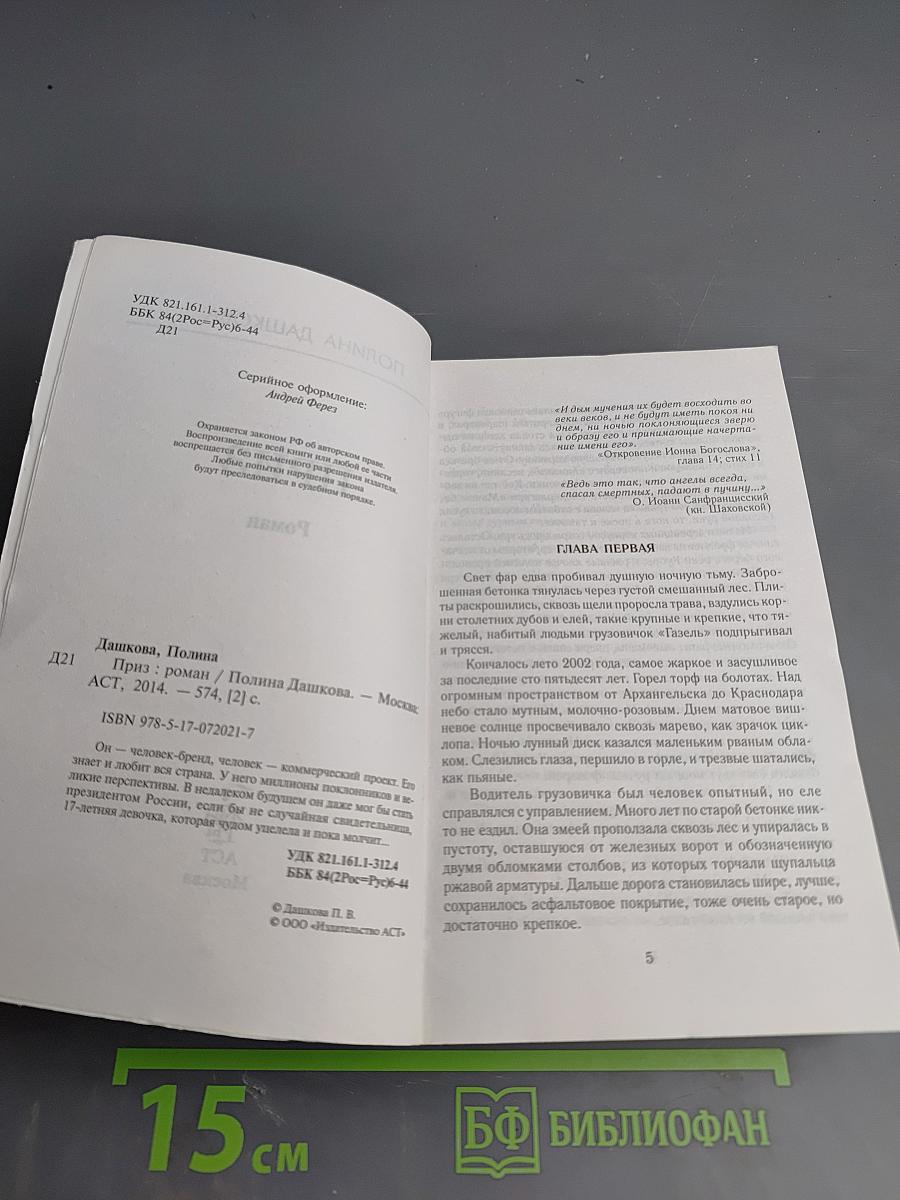 УДК 821.161.1-312.4
ББК 84(2Рос=Рус)6-44
Д21
Серийное оформление:
Андрей Ферез
Охраняется законом РФ об авторском праве.
Воспроизведение всей книги или любой ее части
воспрещается без письменного разрешения издателя.
Любые попытки нарушения закона
будут преследоваться в судебном порядке.
Дашкова, Полина
Д21 Приз : роман / Полина Дашкова. — Москва:
АСТ, 2014. — 574, [2] с.
ISBN 978-5-17-072021-7
Он — человек-бренд, человек — коммерческий проект. Его
знает и любит вся страна. У него миллионы поклонников и ве-
ликие перспективы. В недалеком будущем он даже мог бы стать
президентом России, если бы не случайная свидетельница,
17-летняя девочка, которая чудом уцелела и пока молчит...
УДК 821.161.1-312.4
ББК 84(2Рос=Рус)6-44
© Дашкова П. В.
© ООО «Издательство АСТ»
«И дым мучения их будет восходить во
веки веков, и не будут иметь покоя ни
днем, ни ночью поклоняющиеся зверю
и образу его и принимающие начерта-
ние имени его».
«Откровение Ионна Богослова»,
глава 14; стих 11
«Ведь это так, что ангелы всегда,
спасая смертных, падают в пучину...»
О. Иоанн Санфранцисский
(кн. Шаховской)
ГЛАВА ПЕРВАЯ
Свет фар едва пробивал душную ночную тьму. Забро-
шенная бетонка тянулась через густой смешанный лес. Пли-
ты раскрошились, сквозь щели проросла трава, вздулись кор-
ни столетних дубов и елей, такие крупные и крепкие, что тя-
желый, набитый людьми грузовичок «Газель» подпрыгивал
и трясся.
Кончалось лето 2002 года, самое жаркое и засушливое
за последние сто пятьдесят лет. Горел торф на болотах. Над
огромным пространством от Архангельска до Краснодара
небо стало мутным, молочно-розовым. Днем матовое виш-
невое солнце просвечивало сквозь марево, как зрачок цик-
лопа. Ночью лунный диск казался маленьким рваным обла-
ком. Слезились глаза, першило в горле, и трезвые шатались,
как пьяные.
Водитель грузовичка был человек опытный, но еле
справлялся с управлением. Много лет по старой бетонке ник-
то не ездил. Она змеей проползала сквозь лес и упиралась в
пустоту, оставшуюся от железных ворот и обозначенную
двумя обломками столбов, из которых торчали щупальца
ржавой арматуры. Дальше дорога становилась шире, лучше,
сохранилось асфальтовое покрытие, тоже очень старое, но
достаточно крепкое.
5
15 см
БФ БИБЛИОФАН